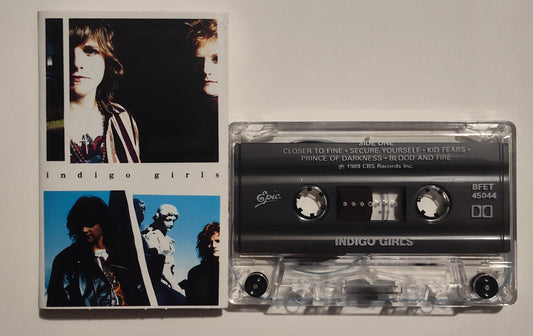 indigo girls
SIDE ONE
CLOSER TO FINE • SECURE YOURSELF • KID FEARS •
PRINCE OF DARKNESS • BLOOD AND FIRE
℗ 1989 CBS Records Inc.
Epic
BFET
45044
INDIGO GIRLS